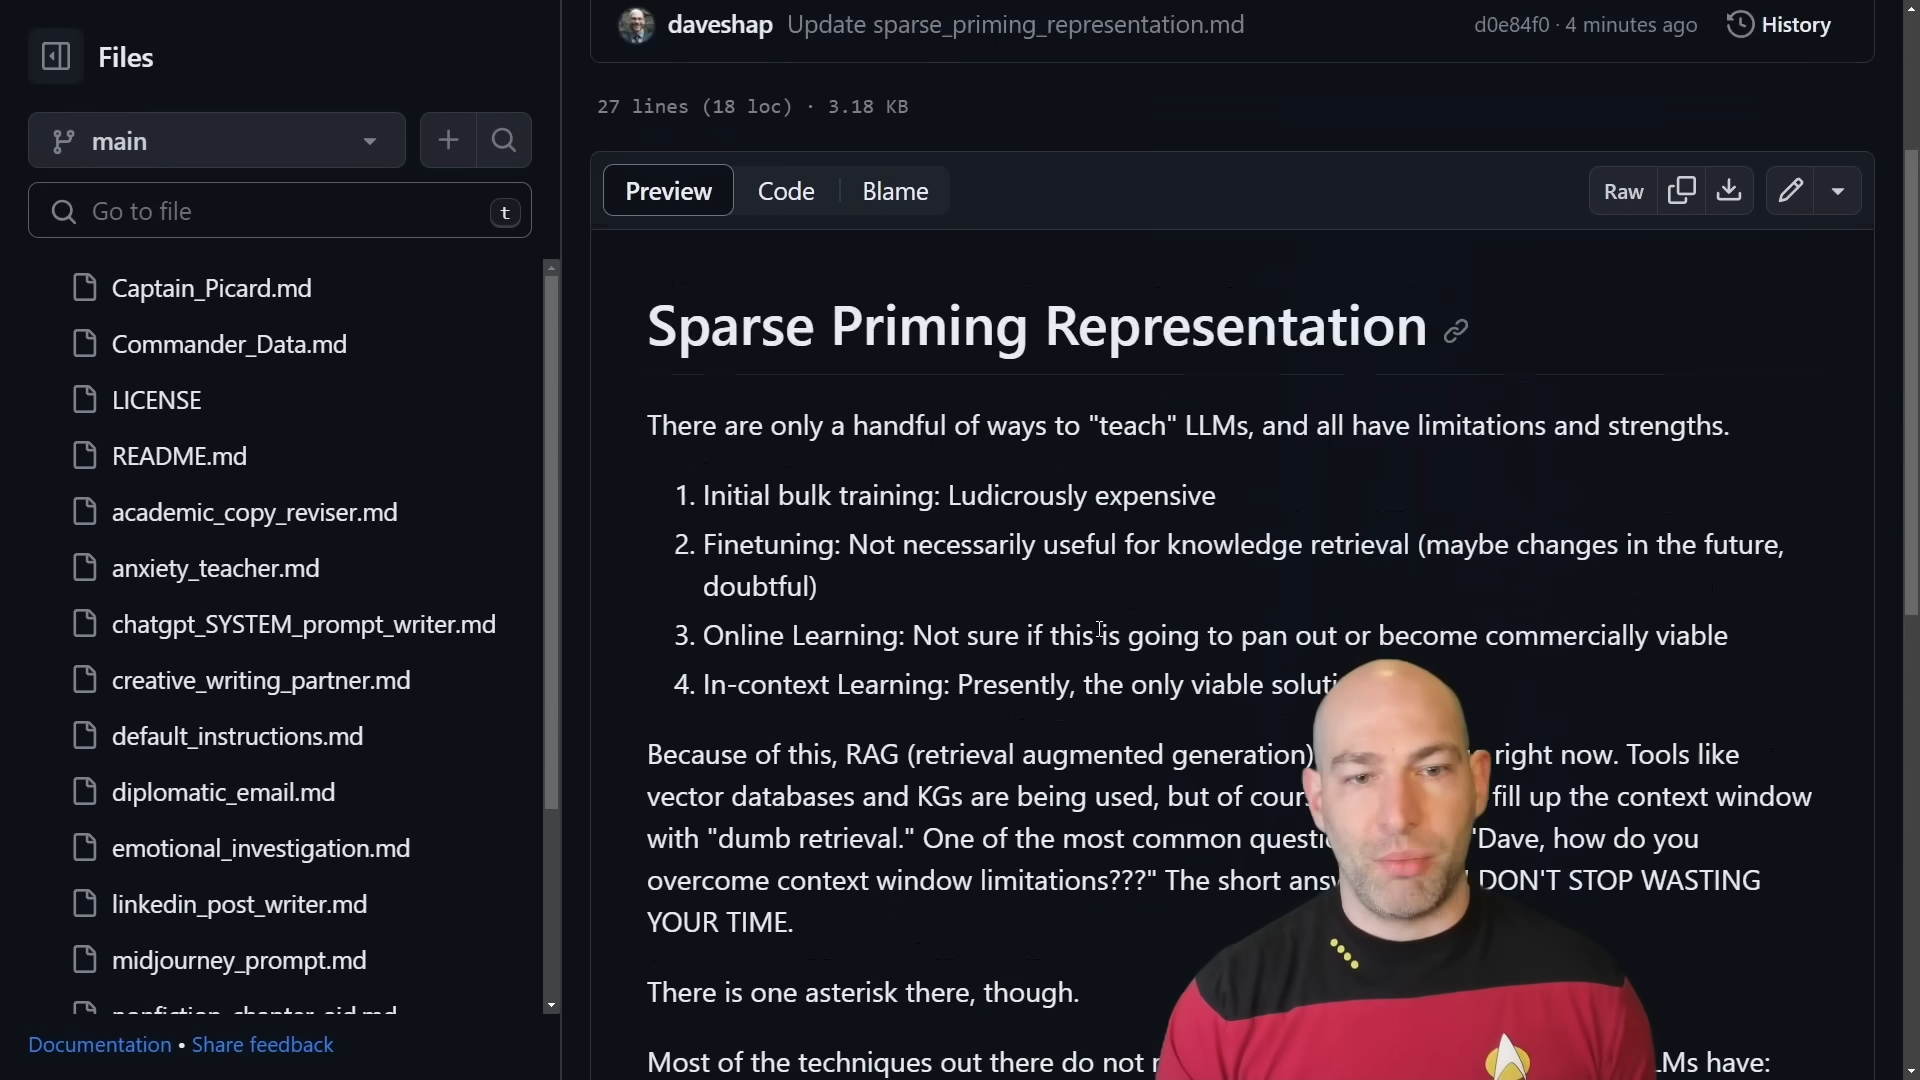 Files
main
Go to file
t
Captain_Picard.md
Commander_Data.md
LICENSE
README.md
academic_copy_reviser.md
anxiety_teacher.md
chatgpt_SYSTEM_prompt_writer.md
creative_writing_partner.md
default_instructions.md
diplomatic_email.md
emotional_investigation.md
linkedin_post_writer.md
midjourney_prompt.md
Documentation • Share feedback
daveshap Update sparse_priming_representation.md
d0e84f0 · 4 minutes ago
History
27 lines (18 loc) · 3.18 KB
Preview Code Blame
Raw
Sparse Priming Representation
There are only a handful of ways to "teach" LLMs, and all have limitations and strengths.
1. Initial bulk training: Ludicrously expensive
2. Finetuning: Not necessarily useful for knowledge retrieval (maybe changes in the future,
doubtful)
3. Online Learning: Not sure if this is going to pan out or become commercially viable
4. In-context Learning: Presently, the only viable
Because of this, RAG (retrieval augmented generation) right now. Tools like
vector databases and KGs are being used, but of fill up the context window
with "dumb retrieval." One of the most common "Dave, how do you
overcome context window limitations???" The short DON'T STOP WASTING
YOUR TIME.
There is one asterisk there, though.
Most of the techniques out there do not LLMs have: